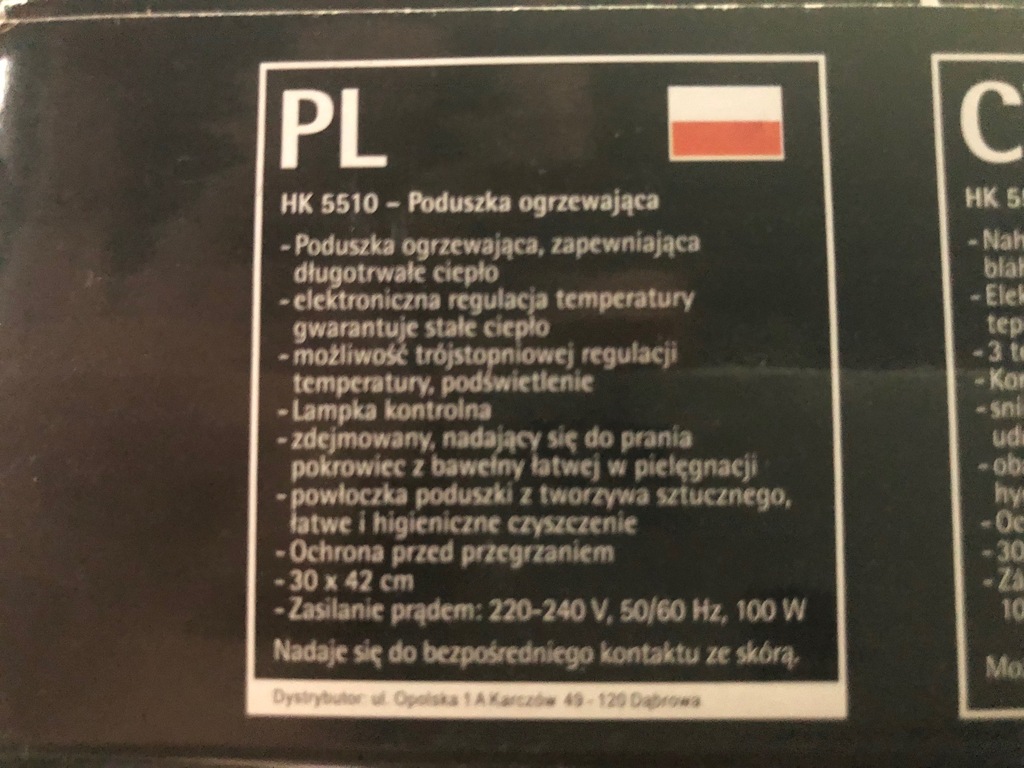 PL
HK 5510 – Poduszka ogrzewająca
- Poduszka ogrzewająca, zapewniająca
długotrwałe ciepło
- elektroniczna regulacja temperatury
gwarantuje stałe ciepło
- możliwość trójstopniowej regulacji
temperatury, podświetlenie
- Lampka kontrolna
- zdejmowany, nadający się do prania
pokrowiec z bawełny łatwej w pielęgnacji
- powłoczka poduszki z tworzywa sztucznego,
łatwe i higieniczne czyszczenie
- Ochrona przed przegrzaniem
- 30 x 42 cm
- Zasilanie prądem: 220-240 V, 50/60 Hz, 100 W
Nadaje się do bezpośredniego kontaktu ze skórą.
Dystrybutor: ul. Opolska 1 A Karczów 49 - 120 Dąbrowa
C
HK 5
-
-
- 3
-
-
-
-
- 30
-
10